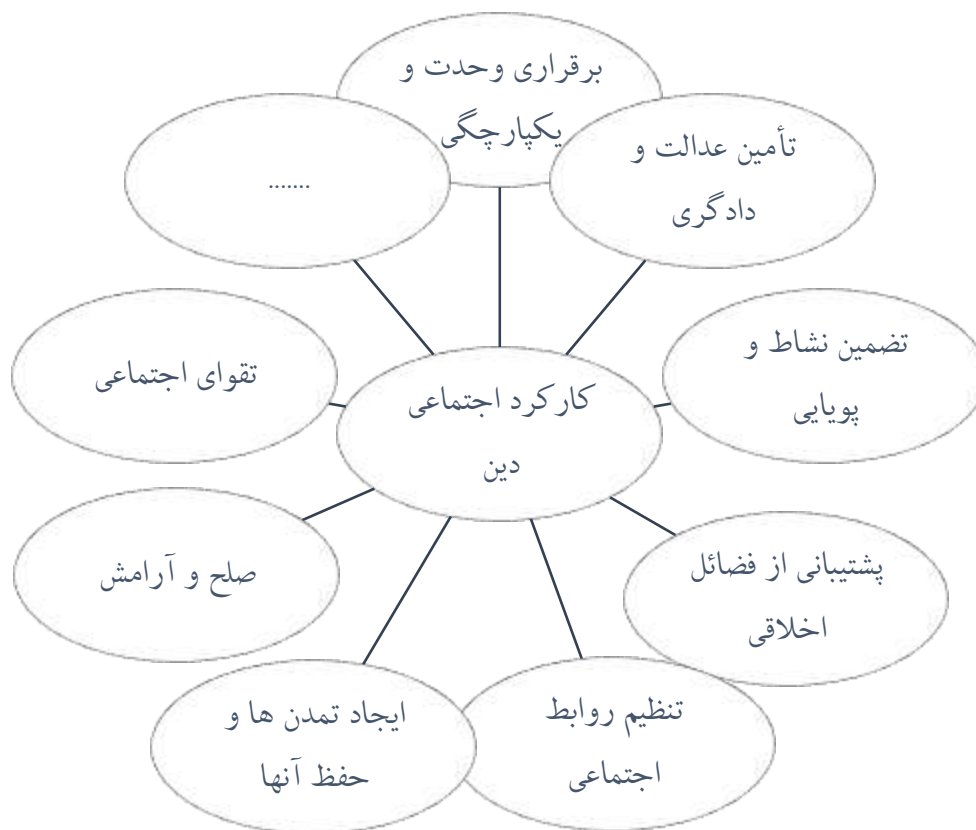 برقراری وحدت و
یکپارچگی
تأمین عدالت و
دادگری
تضمین نشاط و
پویایی
پشتیبانی از فضائل
اخلاقی
تنظیم روابط
اجتماعی
ایجاد تمدن ها و
حفظ آنها
صلح و آرامش
تقوای اجتماعی
.......
کارکرد اجتماعی
دین